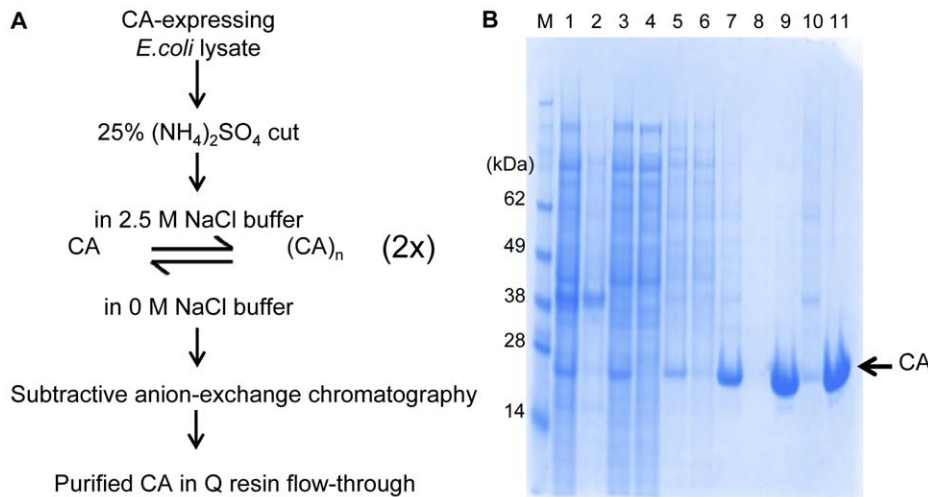 A
CA-expressing
E.coli lysate
25% (NH₄)₂SO₄ cut
in 2.5 M NaCl buffer
CA (CA)ₙ (2x)
in 0 M NaCl buffer
Subtractive anion-exchange chromatography
Purified CA in Q resin flow-through
B
M 1 2 3 4 5 6 7 8 9 10 11
(kDa)
62
49
38
28
CA
14